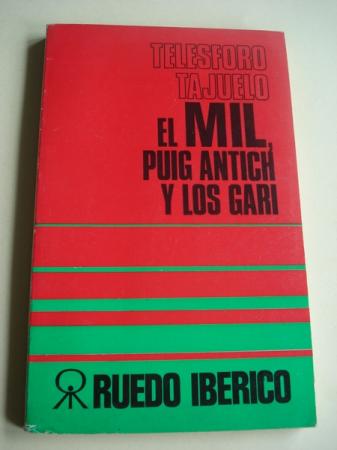 TELESFORO
TAJUELO
EL MIL,
PUIG ANTICH
Y LOS GARI
RUEDO IBERICO